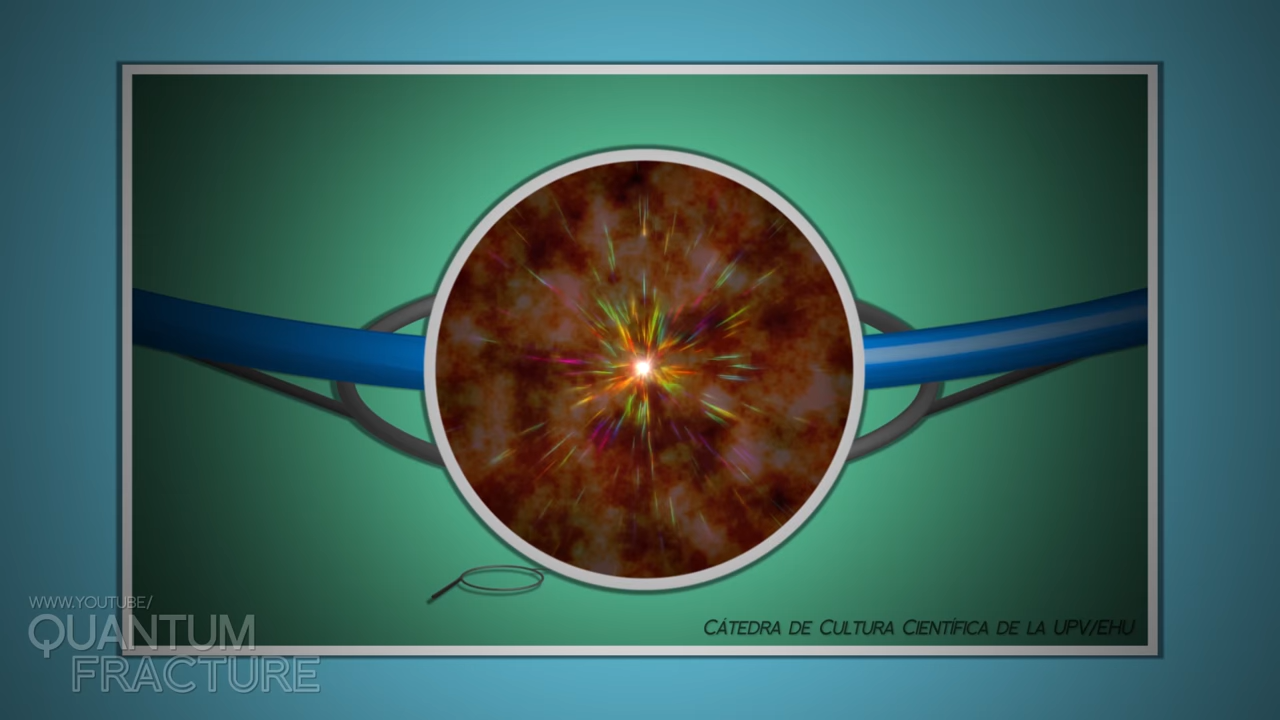 WWW.YOUTUBE/
QUANTUM
FRACTURE
CÁTEDRA DE CULTURA CIENTÍFICA DE LA UPV/EHU